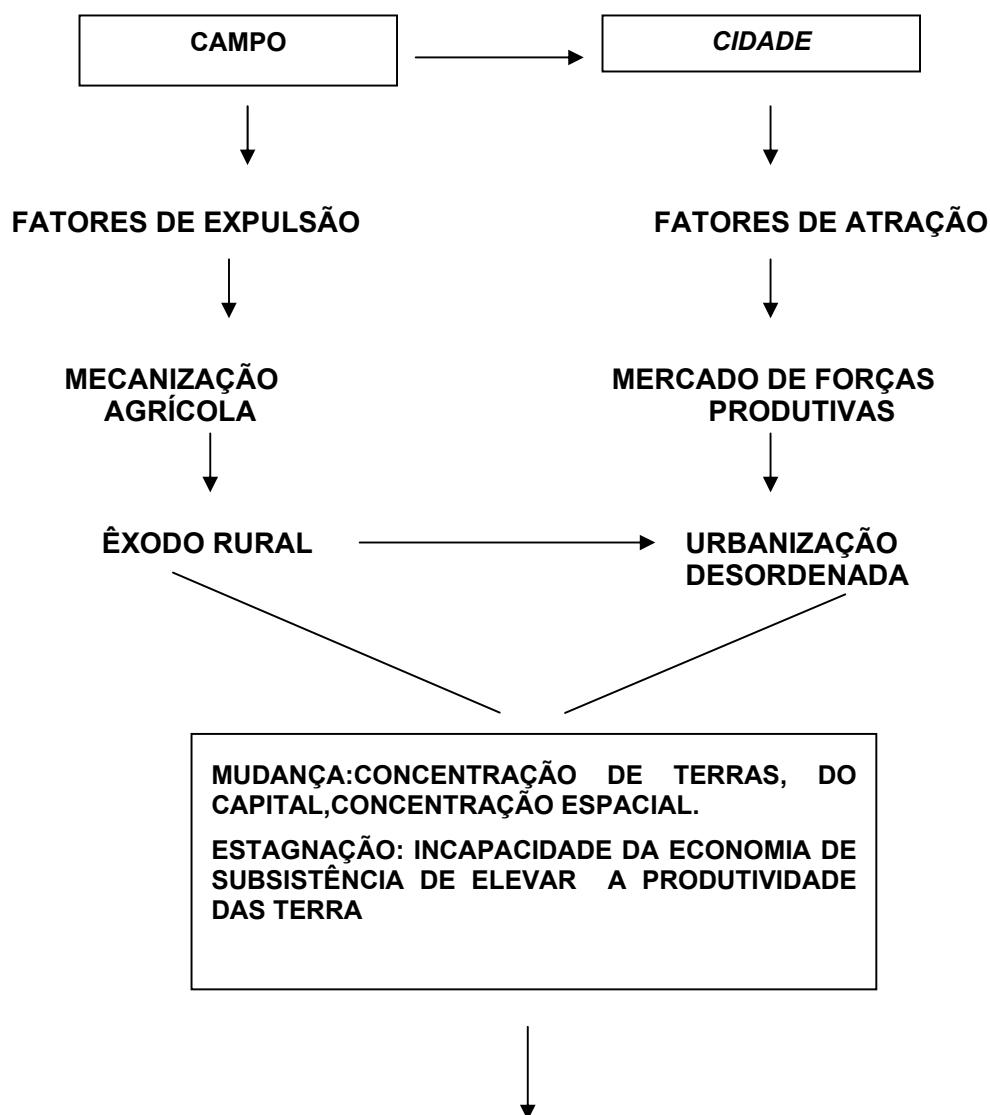 CAMPO
CIDADE
FATORES DE EXPULSÃO
FATORES DE ATRAÇÃO
MECANIZAÇÃO
AGRÍCOLA
MERCADO DE FORÇAS
PRODUTIVAS
ÊXODO RURAL
URBANIZAÇÃO
DESORDENADA
MUDANÇA:CONCENTRAÇÃO DE TERRAS, DO
CAPITAL,CONCENTRAÇÃO ESPACIAL.
ESTAGNAÇÃO: INCAPACIDADE DA ECONOMIA DE
SUBSISTÊNCIA DE ELEVAR A PRODUTIVIDADE
DAS TERRA